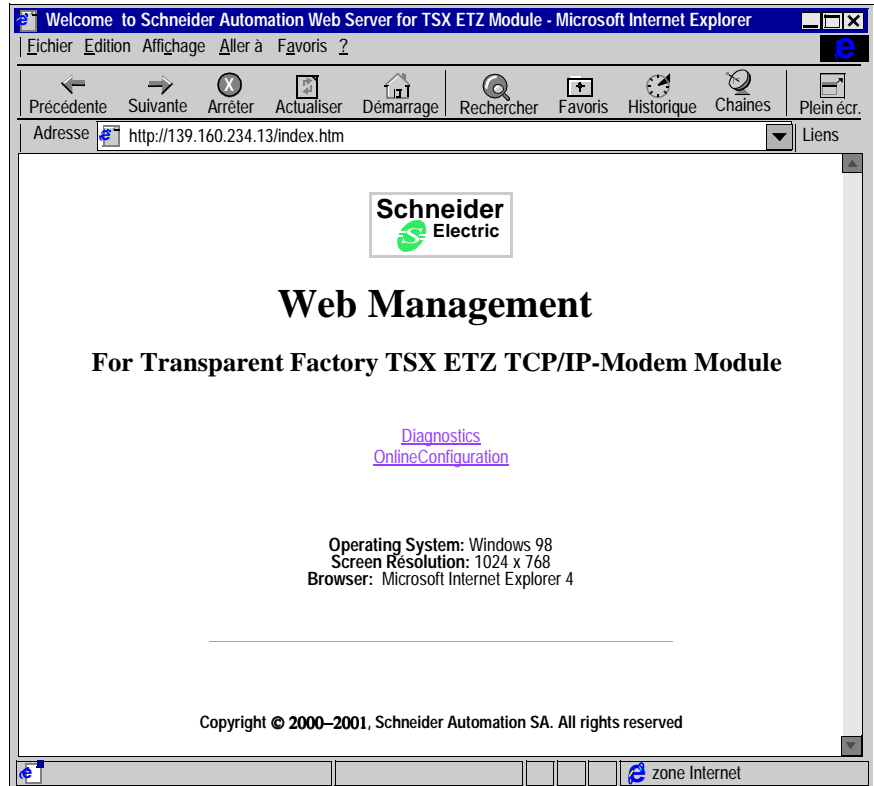 Welcome to Schneider Automation Web Server for TSX ETZ Module - Microsoft Internet Explorer
Fichier Edition Affichage Aller à Favoris ?
Précédente Suivante Arrêter Actualiser Démarrage Rechercher Favoris Historique Chaines Plein écr.
Adresse http://139.160.234.13/index.htm Liens
Schneider
Electric
Web Management
For Transparent Factory TSX ETZ TCP/IP-Modem Module
Diagnostics
OnlineConfiguration
Operating System: Windows 98
Screen Résolution: 1024 x 768
Browser: Microsoft Internet Explorer 4
Copyright © 2000–2001, Schneider Automation SA. All rights reserved
zone Internet